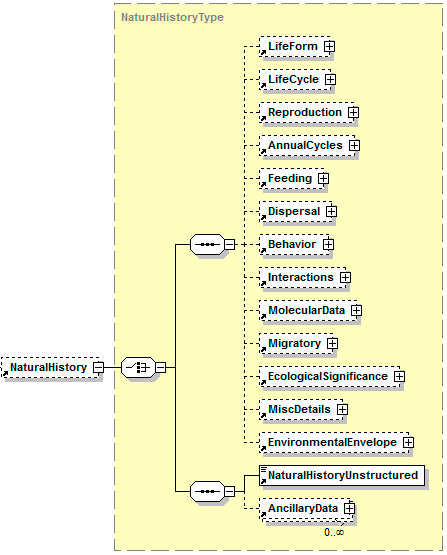 NaturalHistoryType
LifeForm
LifeCycle
Reproduction
AnnualCycles
Feeding
Dispersal
Behavior
Interactions
MolecularData
Migratory
NaturalHistory
EcologicalSignificance
MiscDetails
EnvironmentalEnvelope
NaturalHistoryUnstructured
AncillaryData
0..∞